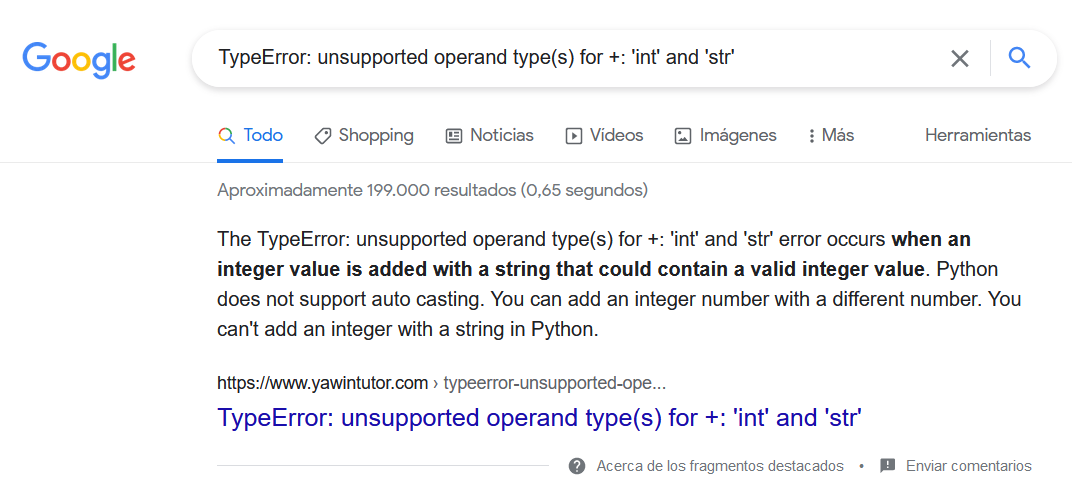 Google
TypeError: unsupported operand type(s) for +: 'int' and 'str'
Todo Shopping Noticias Vídeos Imágenes Más Herramientas
Aproximadamente 199.000 resultados (0,65 segundos)
The TypeError: unsupported operand type(s) for +: 'int' and 'str' error occurs when an
integer value is added with a string that could contain a valid integer value. Python
does not support auto casting. You can add an integer number with a different number. You
can't add an integer with a string in Python.
https://www.yawintutor.com › typeerror-unsupported-ope...
TypeError: unsupported operand type(s) for +: 'int' and 'str'
Acerca de los fragmentos destacados • Enviar comentarios